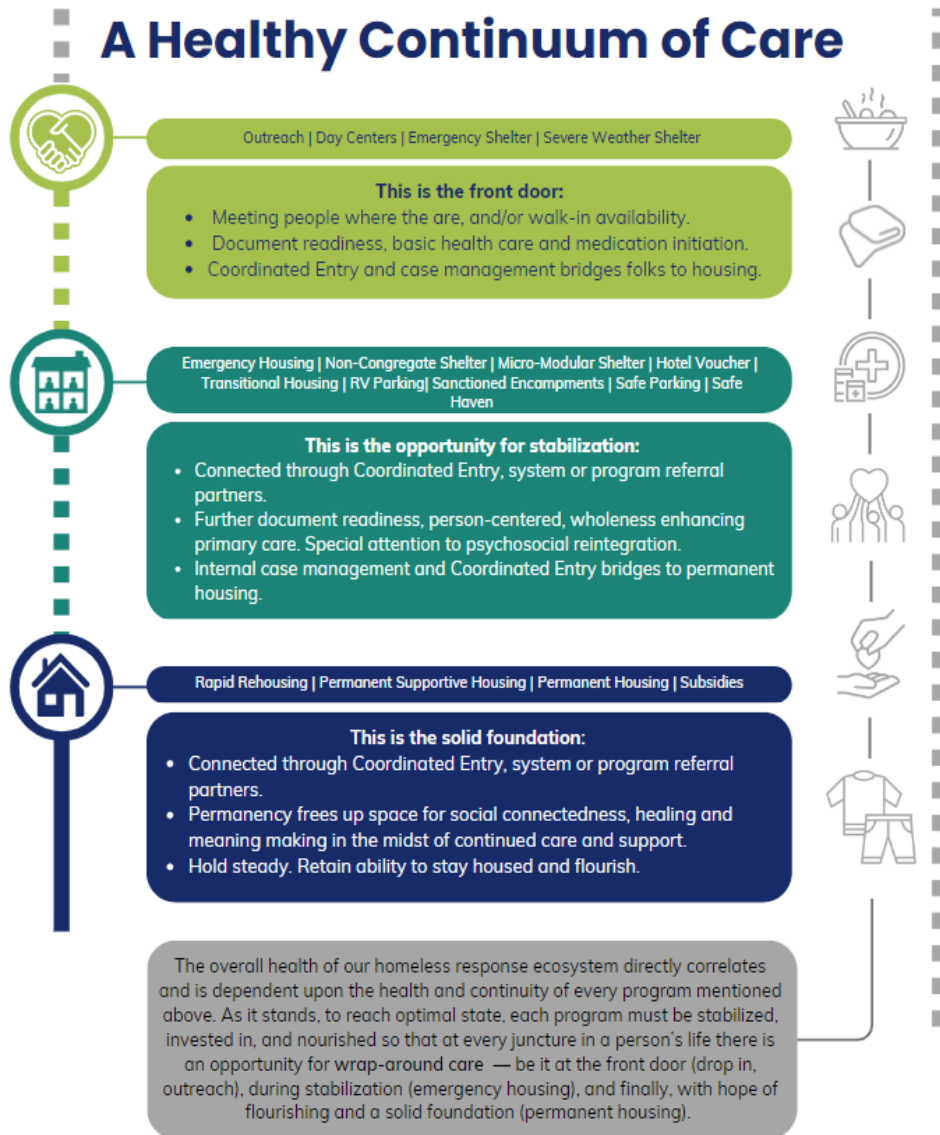 A Healthy Continuum of Care
Outreach | Day Centers | Emergency Shelter | Severe Weather Shelter
This is the front door:
• Meeting people where the are, and/or walk-in availability.
• Document readiness, basic health care and medication initiation.
• Coordinated Entry and case management bridges folks to housing.
Emergency Housing | Non-Congregate Shelter | Micro-Modular Shelter | Hotel Voucher |
Transitional Housing | RV Parking| Sanctioned Encampments | Safe Parking | Safe
Haven
This is the opportunity for stabilization:
• Connected through Coordinated Entry, system or program referral
partners.
• Further document readiness, person-centered, wholeness enhancing
primary care. Special attention to psychosocial reintegration.
• Internal case management and Coordinated Entry bridges to permanent
housing.
Rapid Rehousing | Permanent Supportive Housing | Permanent Housing | Subsidies
This is the solid foundation:
• Connected through Coordinated Entry, system or program referral
partners.
• Permanency frees up space for social connectedness, healing and
meaning making in the midst of continued care and support.
• Hold steady. Retain ability to stay housed and flourish.
The overall health of our homeless response ecosystem directly correlates
and is dependent upon the health and continuity of every program mentioned
above. As it stands, to reach optimal state, each program must be stabilized,
invested in, and nourished so that at every juncture in a person's life there is
an opportunity for wrap-around care — be it at the front door (drop in,
outreach), during stabilization (emergency housing), and finally, with hope of
flourishing and a solid foundation (permanent housing).